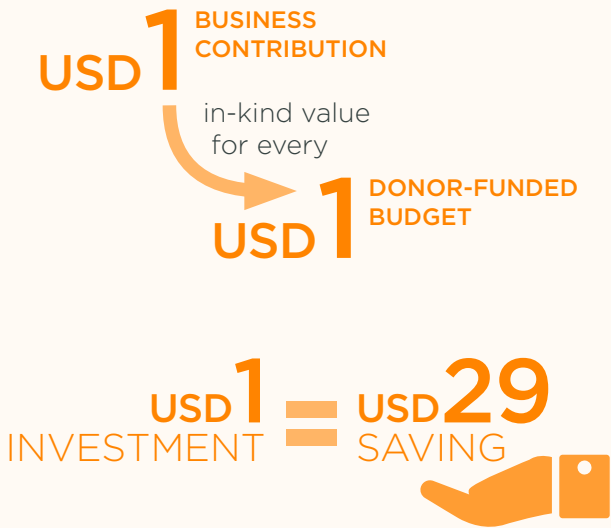 USD 1 BUSINESS
CONTRIBUTION
in-kind value
for every
USD 1 DONOR-FUNDED
BUDGET
USD 1 = USD 29
INVESTMENT SAVING